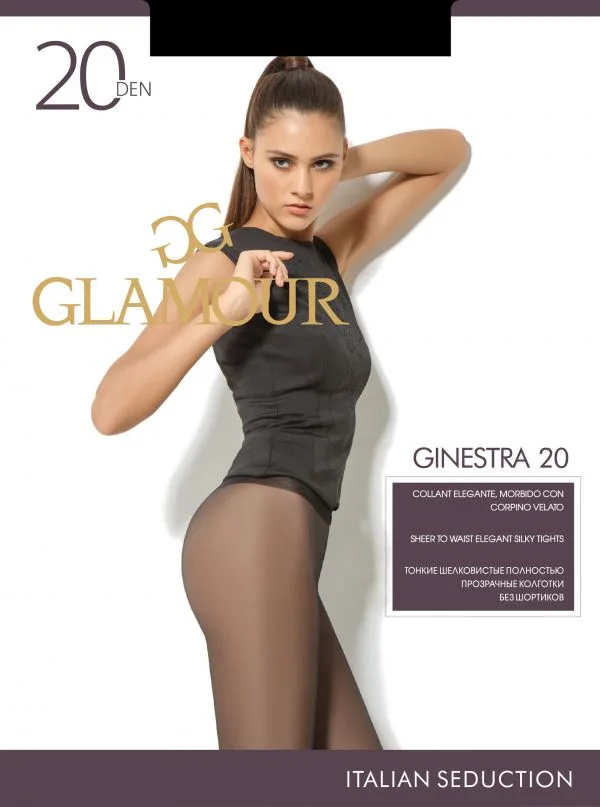 20 DEN
GG
GLAMOUR
GINESTRA 20
COLLANT ELEGANTE, MORBIDO CON
CORPINO VELATO
SHEER TO WAIST ELEGANT SILKY TIGHTS
ТОНКИЕ ШЕЛКОВИСТЫЕ ПОЛНОСТЬЮ
ПРОЗРАЧНЫЕ КОЛГОТКИ
БЕЗ ШОРТИКОВ
ITALIAN SEDUCTION